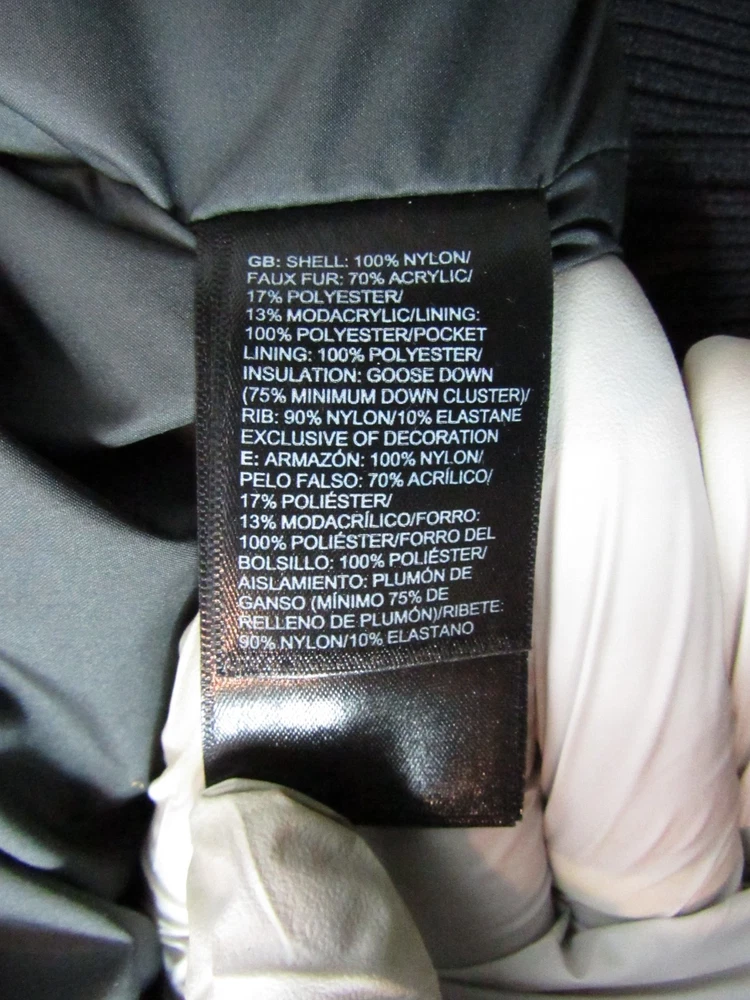 GB: SHELL: 100% NYLON/
FAUX FUR: 70% ACRYLIC/
17% POLYESTER/
13% MODACRYLIC/LINING:
100% POLYESTER/POCKET
LINING: 100% POLYESTER/
INSULATION: GOOSE DOWN
(75% MINIMUM DOWN CLUSTER)/
RIB: 90% NYLON/10% ELASTANE
EXCLUSIVE OF DECORATION
E: ARMAZÓN: 100% NYLON/
PELO FALSO: 70% ACRÍLICO/
17% POLIÉSTER/
13% MODACRÍLICO/FORRO:
100% POLIÉSTER/FORRO DEL
BOLSILLO: 100% POLIÉSTER/
AISLAMIENTO: PLUMÓN DE
GANSO (MÍNIMO 75% DE
RELLENO DE PLUMÓN)/RIBETE:
90% NYLON/10% ELASTANO